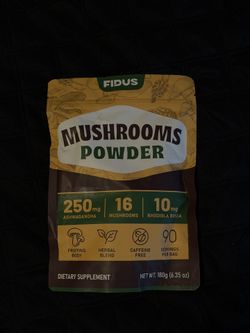 FIDUS
MUSHROOMS
POWDER
250mg 16 10mg
ASHWAGANDHA MUSHROOMS RHODIOLA ROSEA
90
FRUITING HERBAL CAFFEINE SERVINGS
BODY BLEND FREE PER BAG
DIETARY SUPPLEMENT NET WT. 180g (6.35 oz)